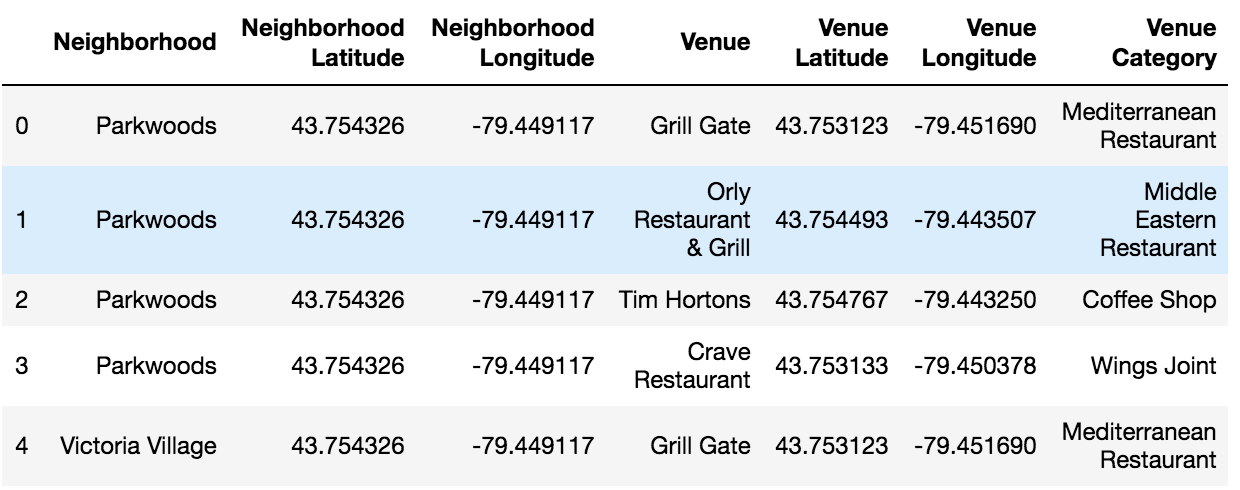 Neighborhood Neighborhood Latitude Neighborhood Longitude Venue Venue Latitude Venue Longitude Venue Category
0 Parkwoods 43.754326 -79.449117 Grill Gate 43.753123 -79.451690 Mediterranean Restaurant
1 Parkwoods 43.754326 -79.449117 Orly Restaurant & Grill 43.754493 -79.443507 Middle Eastern Restaurant
2 Parkwoods 43.754326 -79.449117 Tim Hortons 43.754767 -79.443250 Coffee Shop
3 Parkwoods 43.754326 -79.449117 Crave Restaurant 43.753133 -79.450378 Wings Joint
4 Victoria Village 43.754326 -79.449117 Grill Gate 43.753123 -79.451690 Mediterranean Restaurant